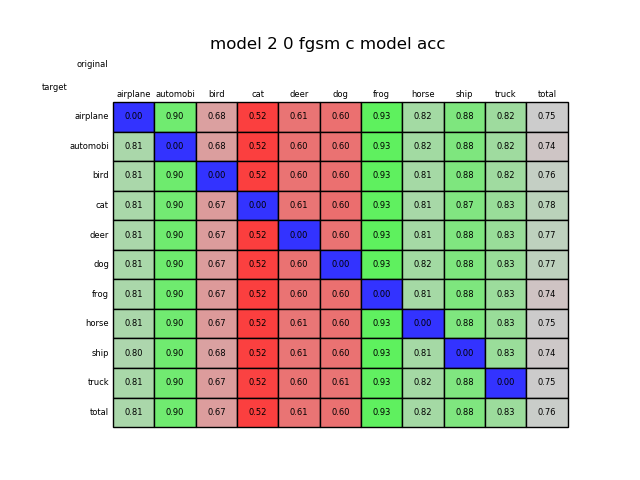 model 2 0 fgsm c model acc
original
target
airplane automobi bird cat deer dog frog horse ship truck total
airplane 0.00 0.90 0.68 0.52 0.61 0.60 0.93 0.82 0.88 0.82 0.75
automobi 0.81 0.00 0.68 0.52 0.60 0.60 0.93 0.82 0.88 0.82 0.74
bird 0.81 0.90 0.00 0.52 0.60 0.60 0.93 0.81 0.88 0.82 0.76
cat 0.81 0.90 0.67 0.00 0.61 0.60 0.93 0.81 0.87 0.83 0.78
deer 0.81 0.90 0.67 0.52 0.00 0.60 0.93 0.81 0.88 0.83 0.77
dog 0.81 0.90 0.67 0.52 0.60 0.00 0.93 0.82 0.88 0.83 0.77
frog 0.81 0.90 0.67 0.52 0.60 0.60 0.00 0.81 0.88 0.83 0.74
horse 0.81 0.90 0.67 0.52 0.61 0.60 0.93 0.00 0.88 0.83 0.75
ship 0.80 0.90 0.68 0.52 0.61 0.60 0.93 0.81 0.00 0.83 0.74
truck 0.81 0.90 0.67 0.52 0.60 0.61 0.93 0.82 0.88 0.00 0.75
total 0.81 0.90 0.67 0.52 0.61 0.60 0.93 0.82 0.88 0.83 0.76